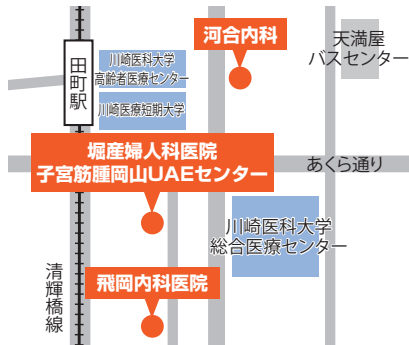 河合内科
天満屋
バスセンター
田町駅
川崎医科大学
高齢者医療センター
川崎医療短期大学
堀産婦人科医院
子宮筋腫岡山UAEセンター
あくら通り
川崎医科大学
総合医療センター
清輝橋線
飛岡内科医院